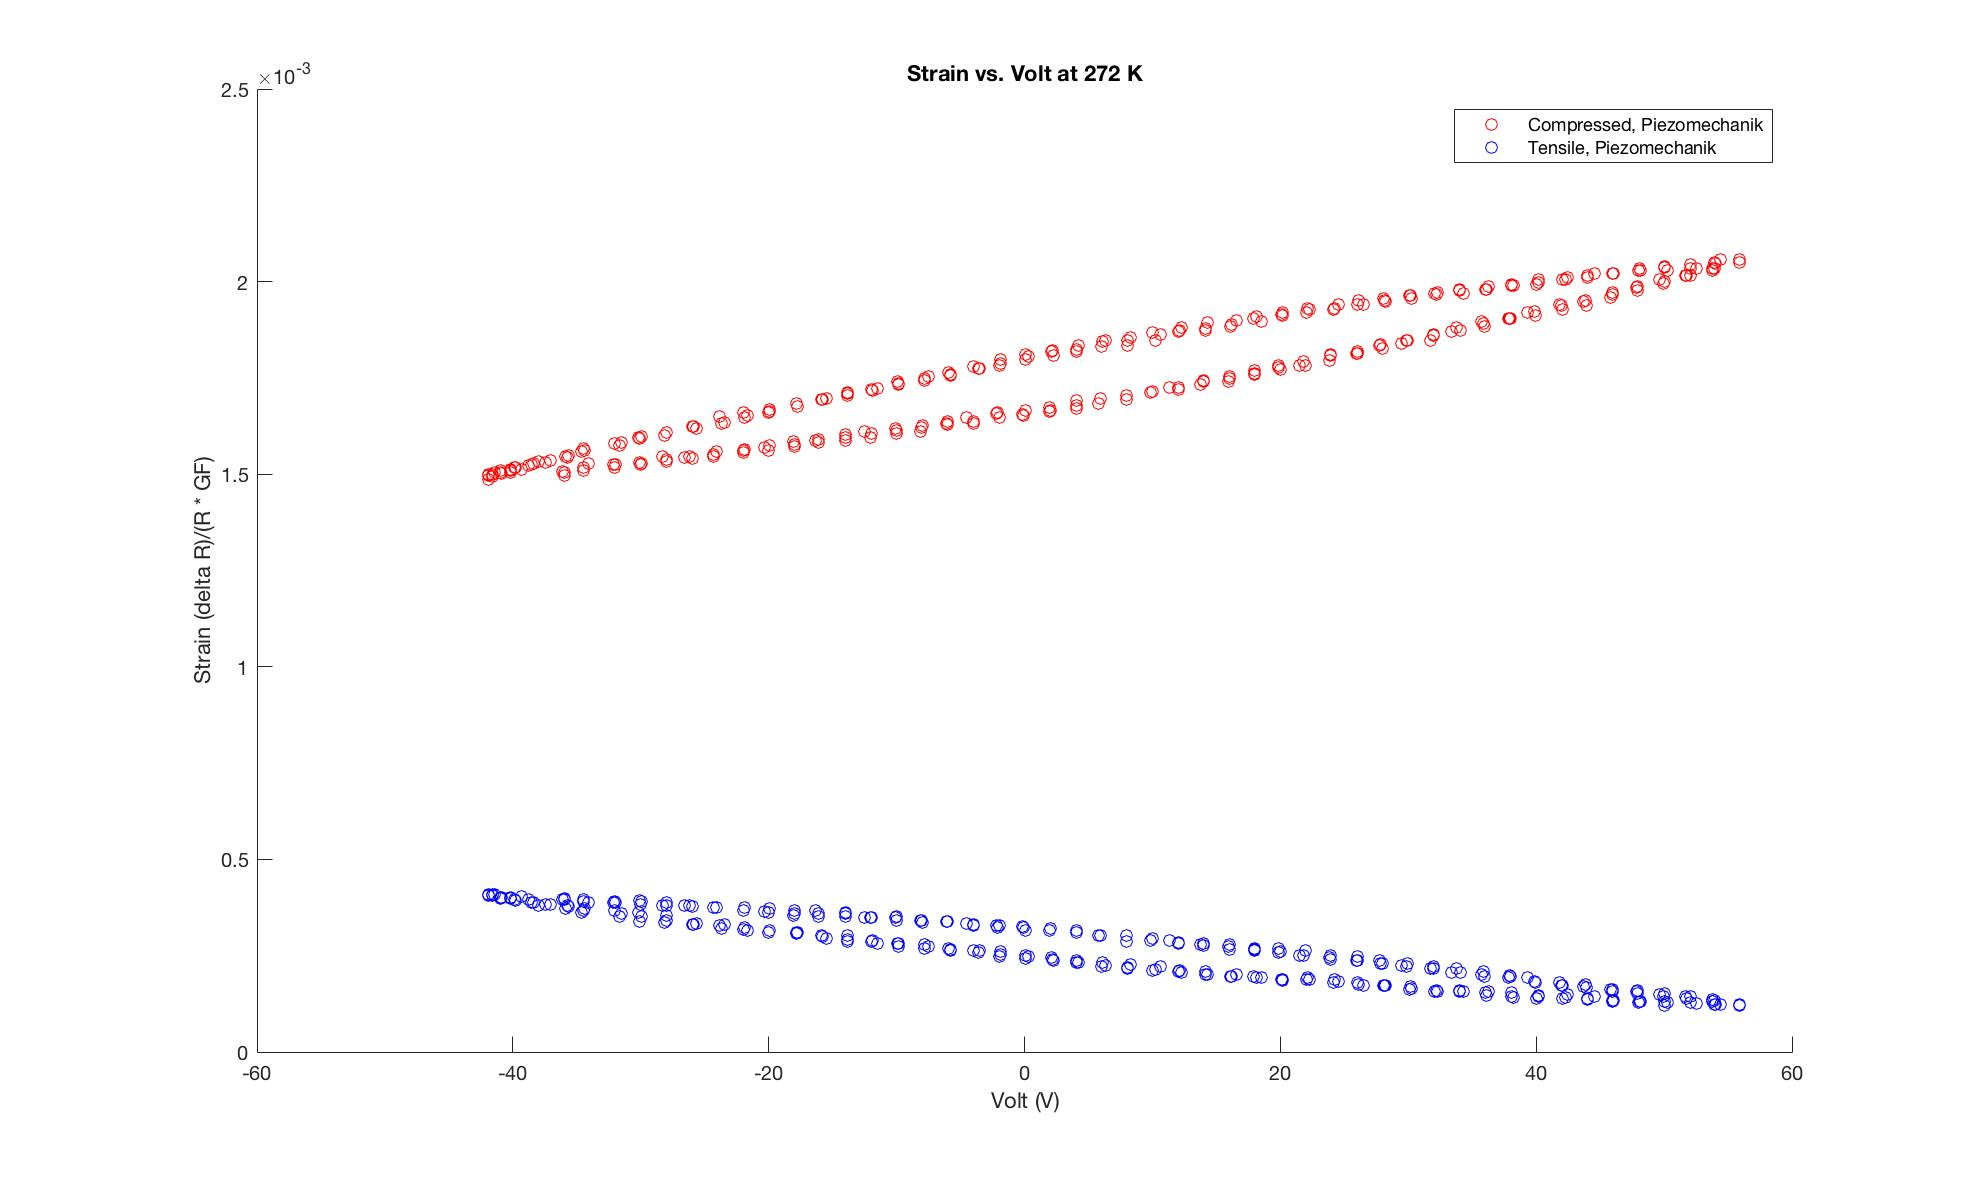 Strain vs. Volt at 272 K
×10-3
2.5
2
1.5
1
0.5
0
Strain (delta R)/(R * GF)
-60 -40 -20 0 20 40 60
Volt (V)
Compressed, Piezomechanik
Tensile, Piezomechanik